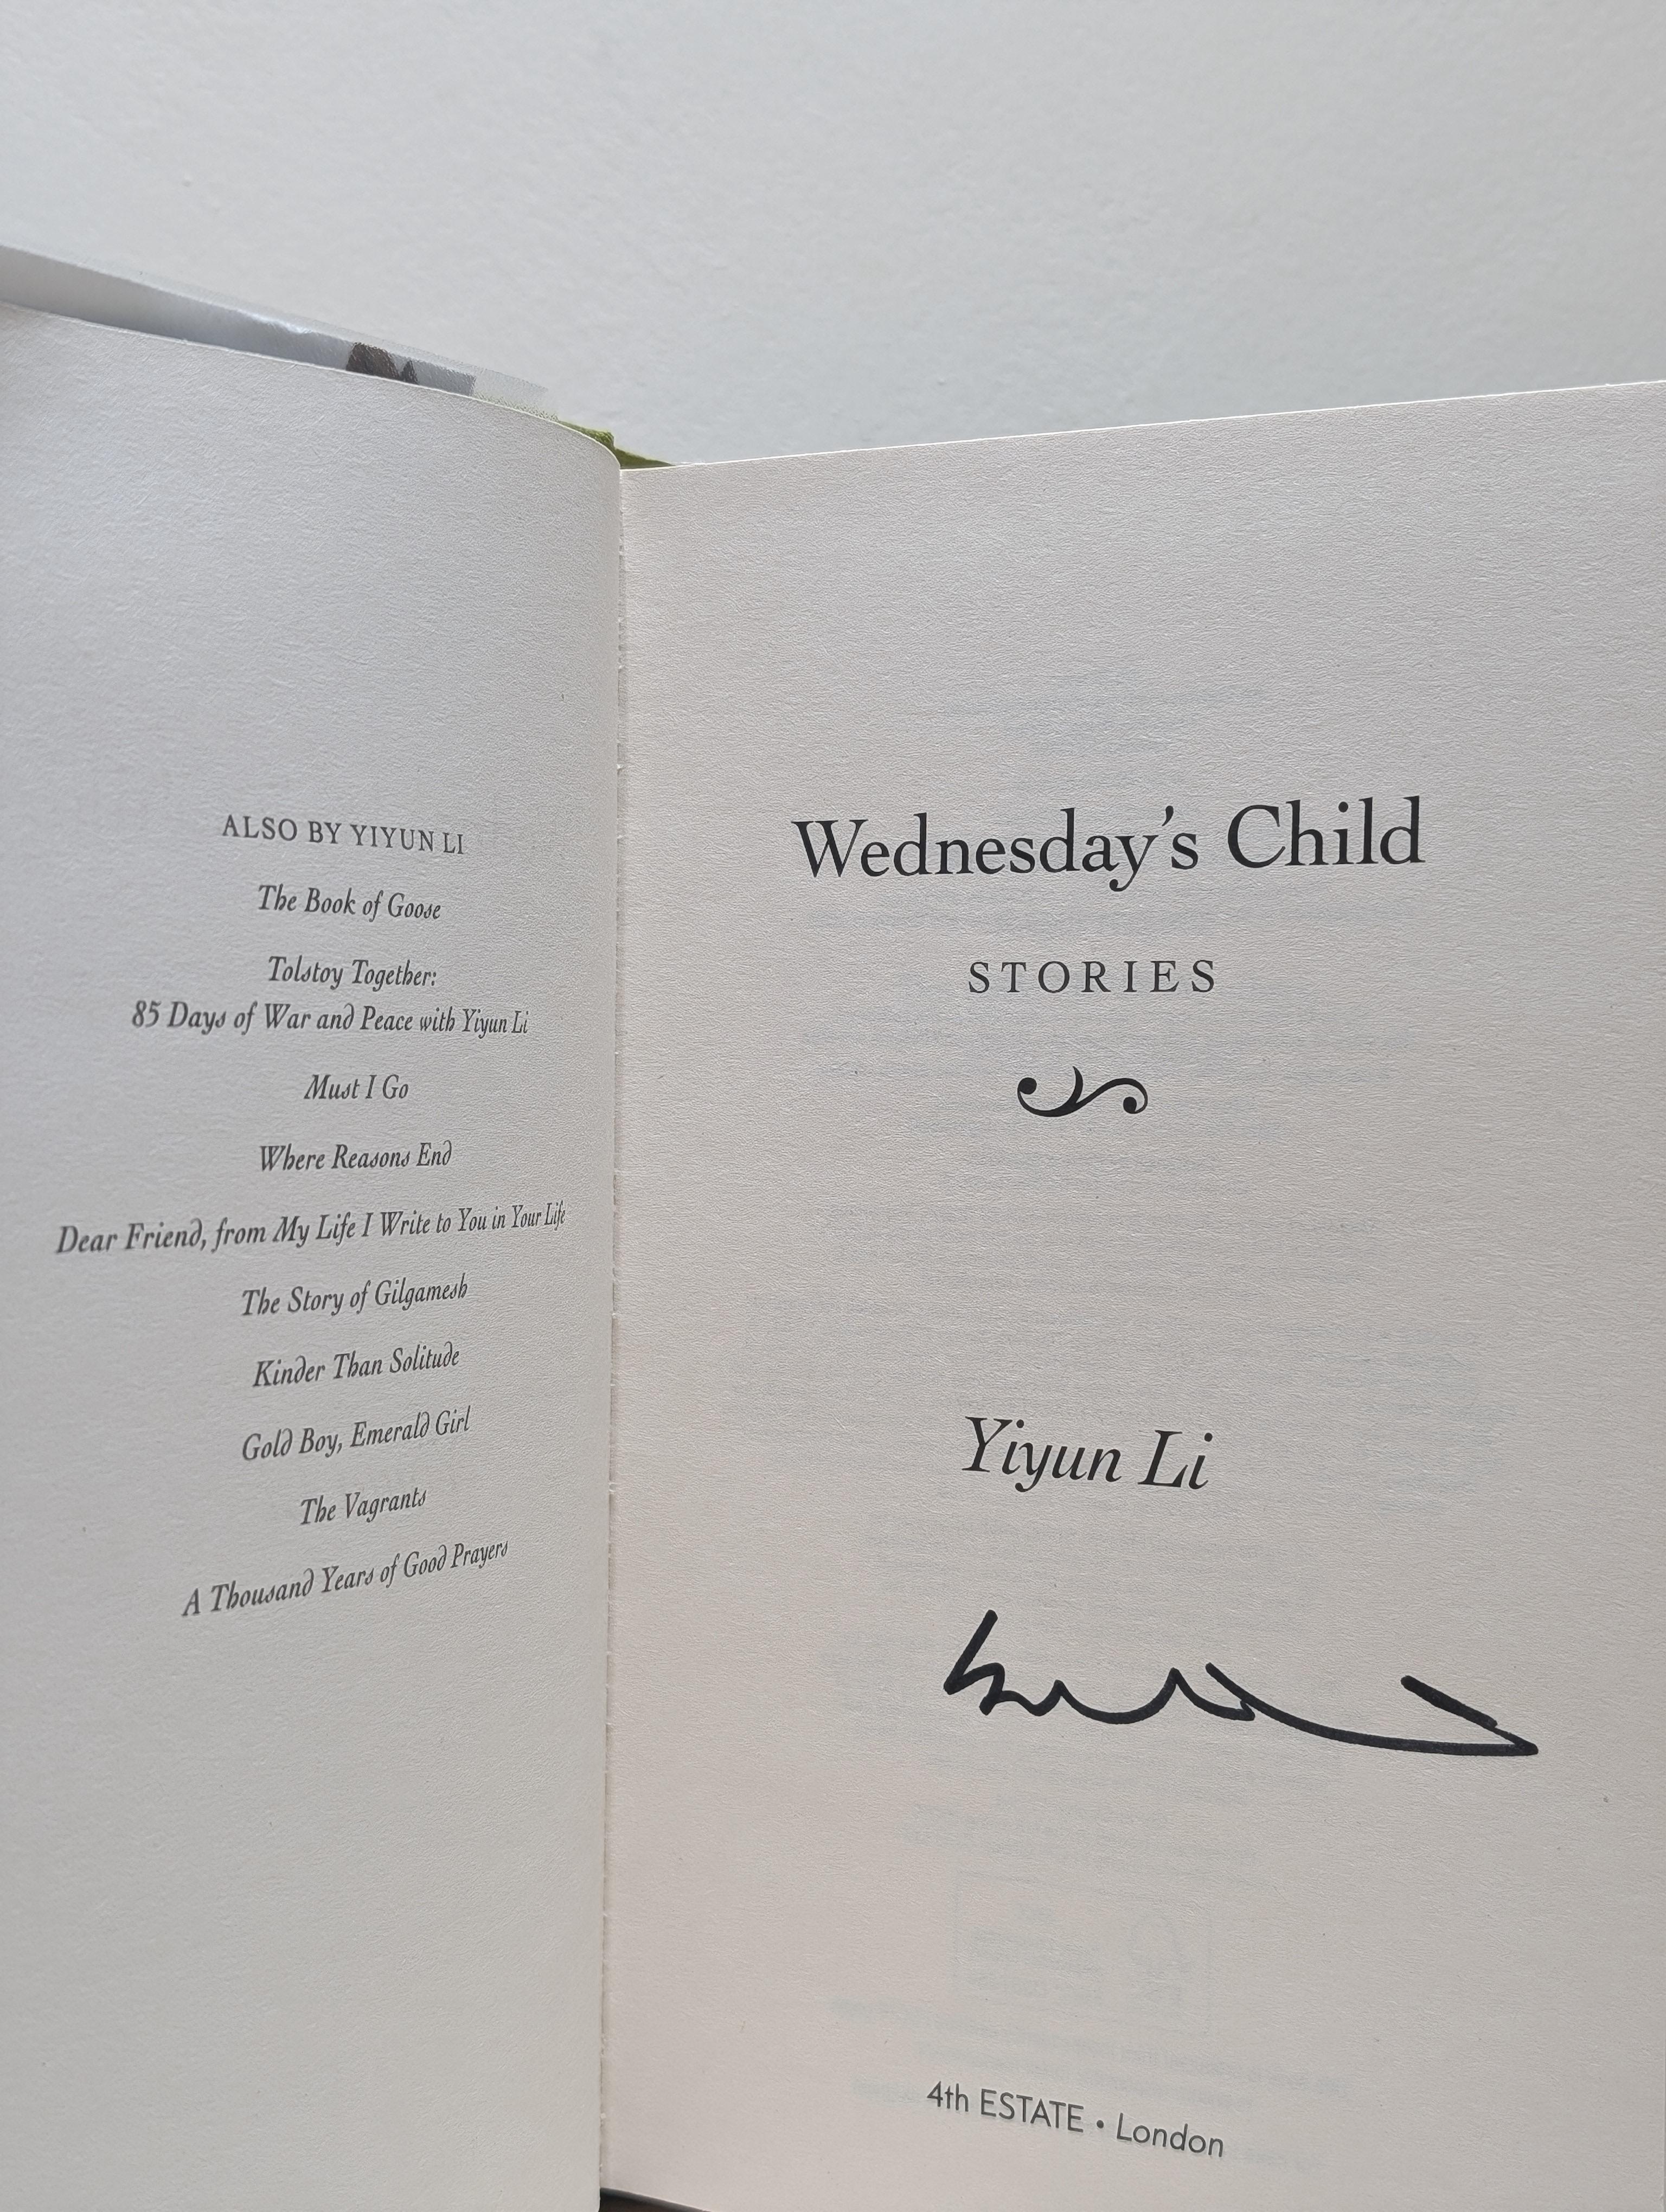 ALSO BY YIYUN LI
The Book of Goose
Tolstoy Together:
85 Days of War and Peace with Yiyun Li
Must I Go
Where Reasons End
Dear Friend, from My Life I Write to You in Your Life
The Story of Gilgamesh
Kinder Than Solitude
Gold Boy, Emerald Girl
The Vagrants
A Thousand Years of Good Prayers
Wednesday's Child
STORIES
Yiyun Li
4th ESTATE • London